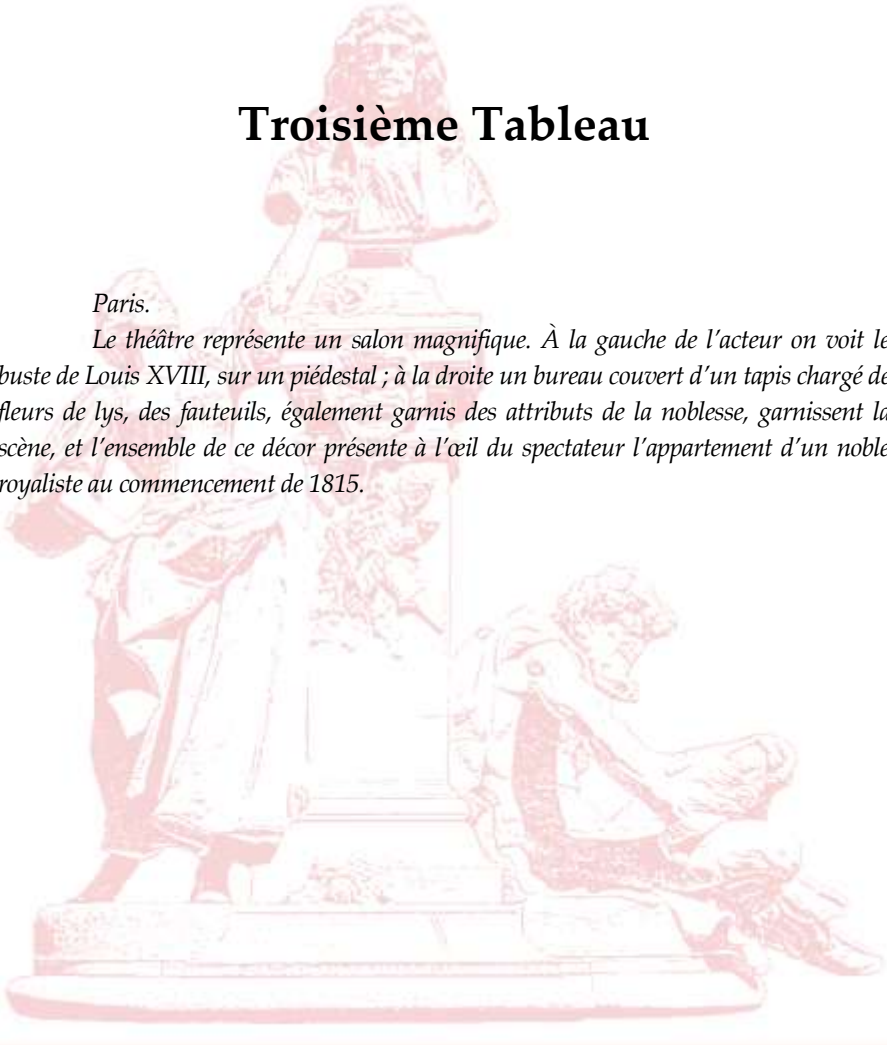 Troisième Tableau
Paris.
Le théâtre représente un salon magnifique. À la gauche de l’acteur on voit le
buste de Louis XVIII, sur un piédestal ; à la droite un bureau couvert d’un tapis chargé de
fleurs de lys, des fauteuils, également garnis des attributs de la noblesse, garnissent la
scène, et l’ensemble de ce décor présente à l’œil du spectateur l’appartement d’un noble
royaliste au commencement de 1815.